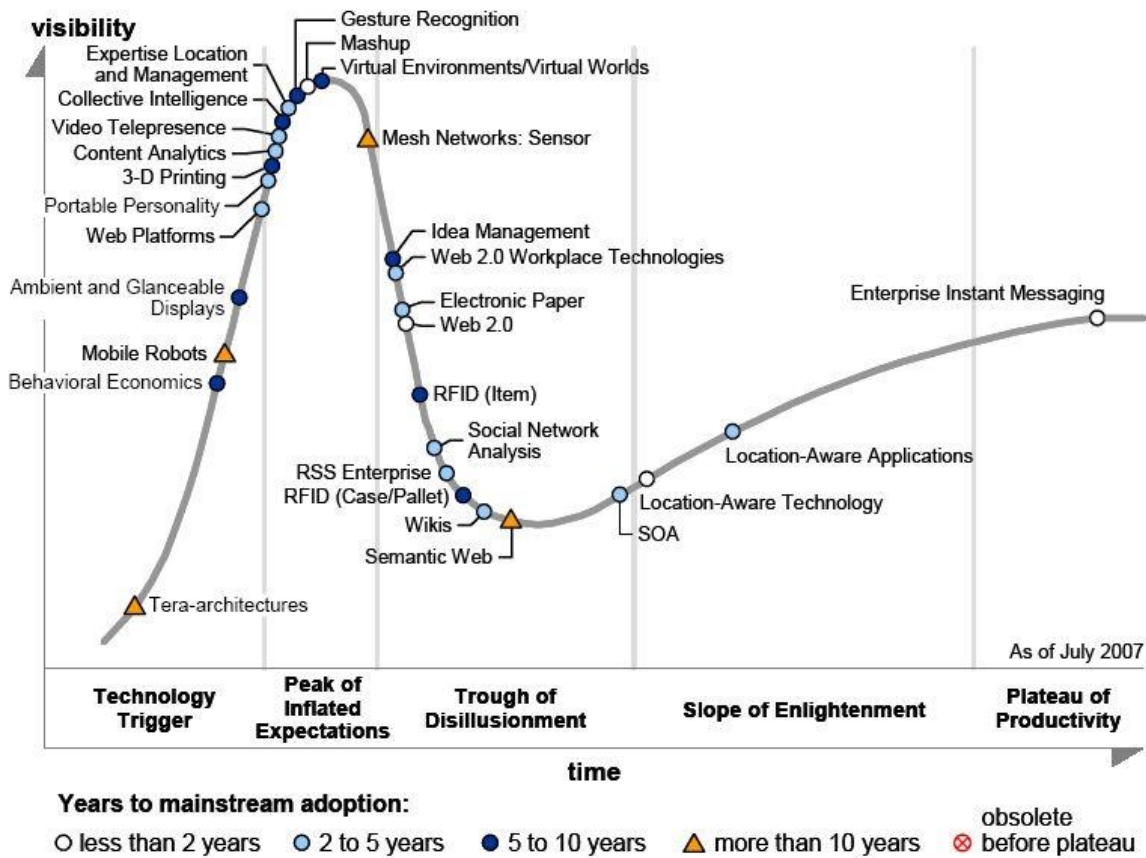 visibility
Gesture Recognition
Mashup
Virtual Environments/Virtual Worlds
Expertise Location
and Management
Collective Intelligence
Video Telepresence
Content Analytics
3-D Printing
Portable Personality
Web Platforms
Ambient and Glanceable
Displays
Mobile Robots
Behavioral Economics
Tera-architectures
Mesh Networks: Sensor
Idea Management
Web 2.0 Workplace Technologies
Electronic Paper
Web 2.0
RFID (Item)
Social Network
Analysis
RSS Enterprise
RFID (Case/Pallet)
Wikis
Semantic Web
SOA
Location-Aware Technology
Location-Aware Applications
Enterprise Instant Messaging
As of July 2007
Technology
Trigger
Peak of
Inflated
Expectations
Trough of
Disillusionment
Slope of Enlightenment
Plateau of
Productivity
time
Years to mainstream adoption:
less than 2 years
2 to 5 years
5 to 10 years
more than 10 years
obsolete
before plateau